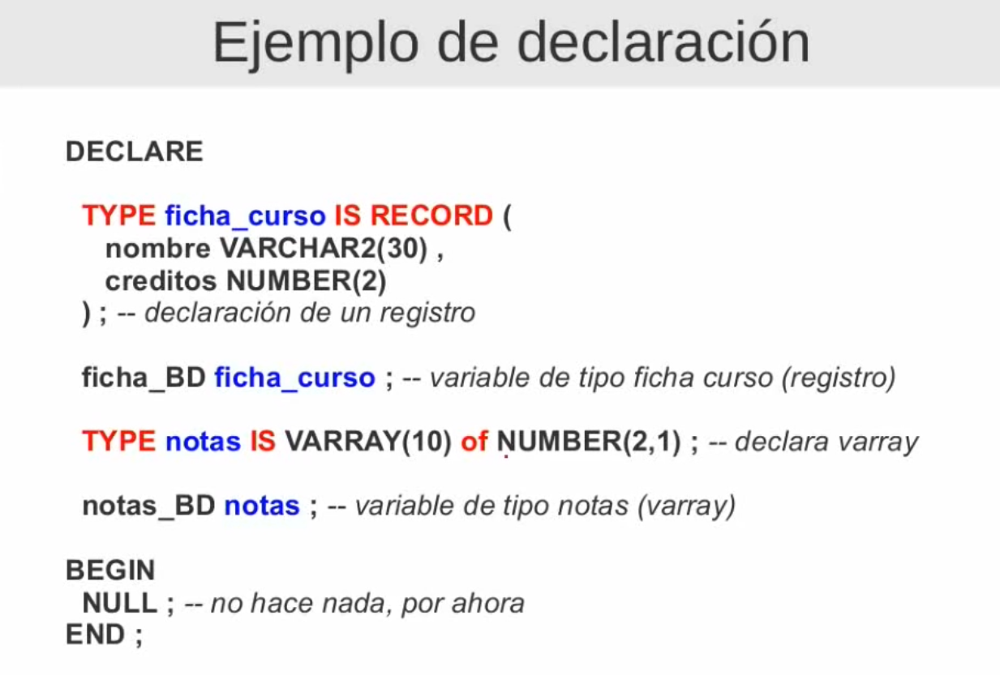 Ejemplo de declaración
DECLARE
TYPE ficha_curso IS RECORD (
nombre VARCHAR2(30) ,
creditos NUMBER(2)
) ; -- declaración de un registro
ficha_BD ficha_curso ; -- variable de tipo ficha curso (registro)
TYPE notas IS VARRAY(10) of NUMBER(2,1) ; -- declara varray
notas_BD notas ; -- variable de tipo notas (varray)
BEGIN
NULL ; -- no hace nada, por ahora
END ;